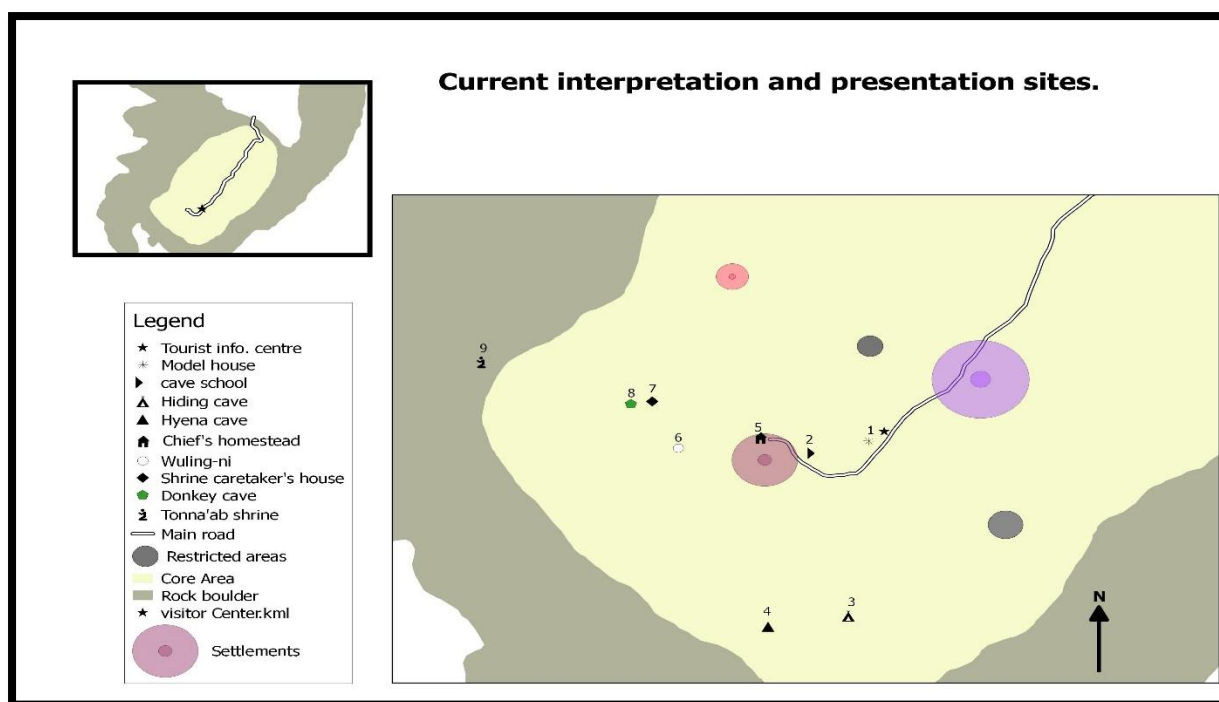 Current interpretation and presentation sites.
Legend
Tourist info. centre
Model house
cave school
Hiding cave
Hyena cave
Chief's homestead
Wuling-ni
Shrine caretaker's house
Donkey cave
Tonna'ab shrine
Main road
Restricted areas
Core Area
Rock boulder
visitor Center.kml
Settlements
9
8
7
6
5
2
1
4
3
N